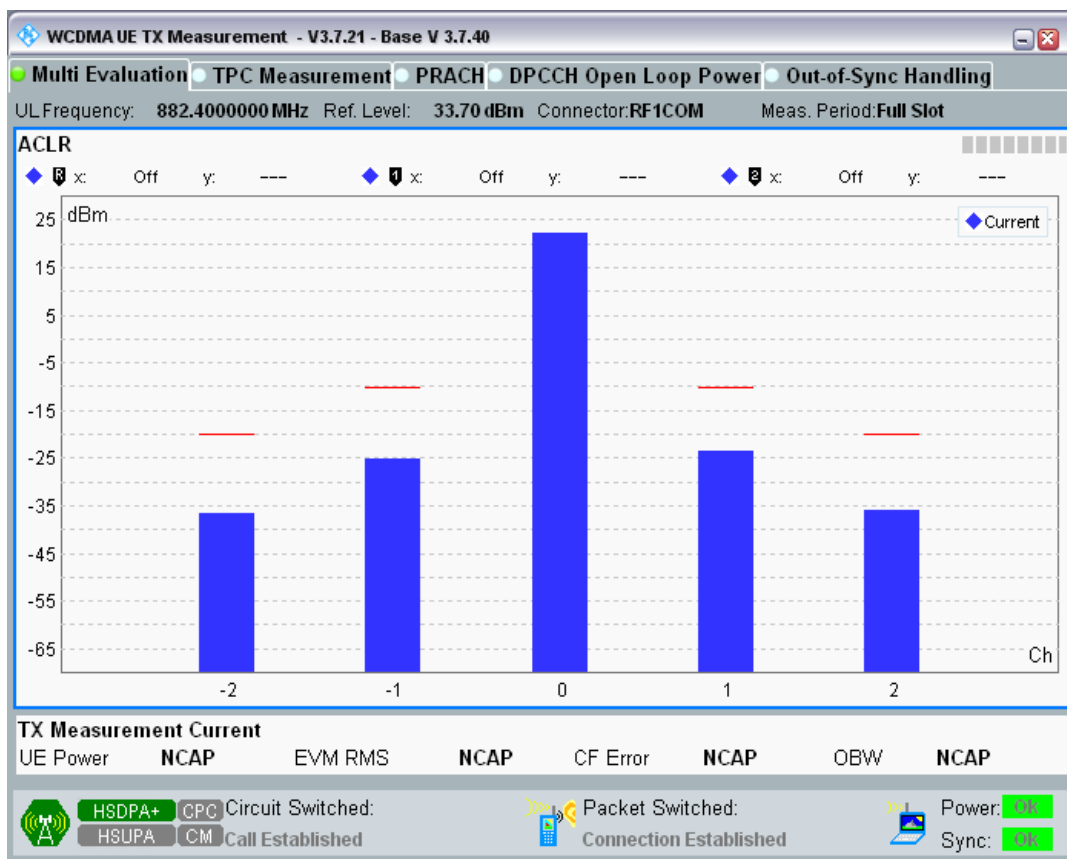 WCDMA UE TX Measurement - V3.7.21 - Base V 3.7.40
Multi Evaluation TPC Measurement PRACH DPCCH Open Loop Power Out-of-Sync Handling
UL Frequency: 882.4000000 MHz Ref. Level: 33.70 dBm Connector:RF1COM Meas. Period:Full Slot
ACLR
R x: Off y: --- 1 x: Off y: --- 2 x: Off y: ---
dBm
Current
25
15
5
-5
-15
-25
-35
-45
-55
-65
Ch
-2 -1 0 1 2
TX Measurement Current
UE Power NCAP EVM RMS NCAP CF Error NCAP OBW NCAP
HSDPA+ CPC Circuit Switched: Packet Switched: Power: Ok
HSUPA CM Call Established Connection Established Sync: Ok